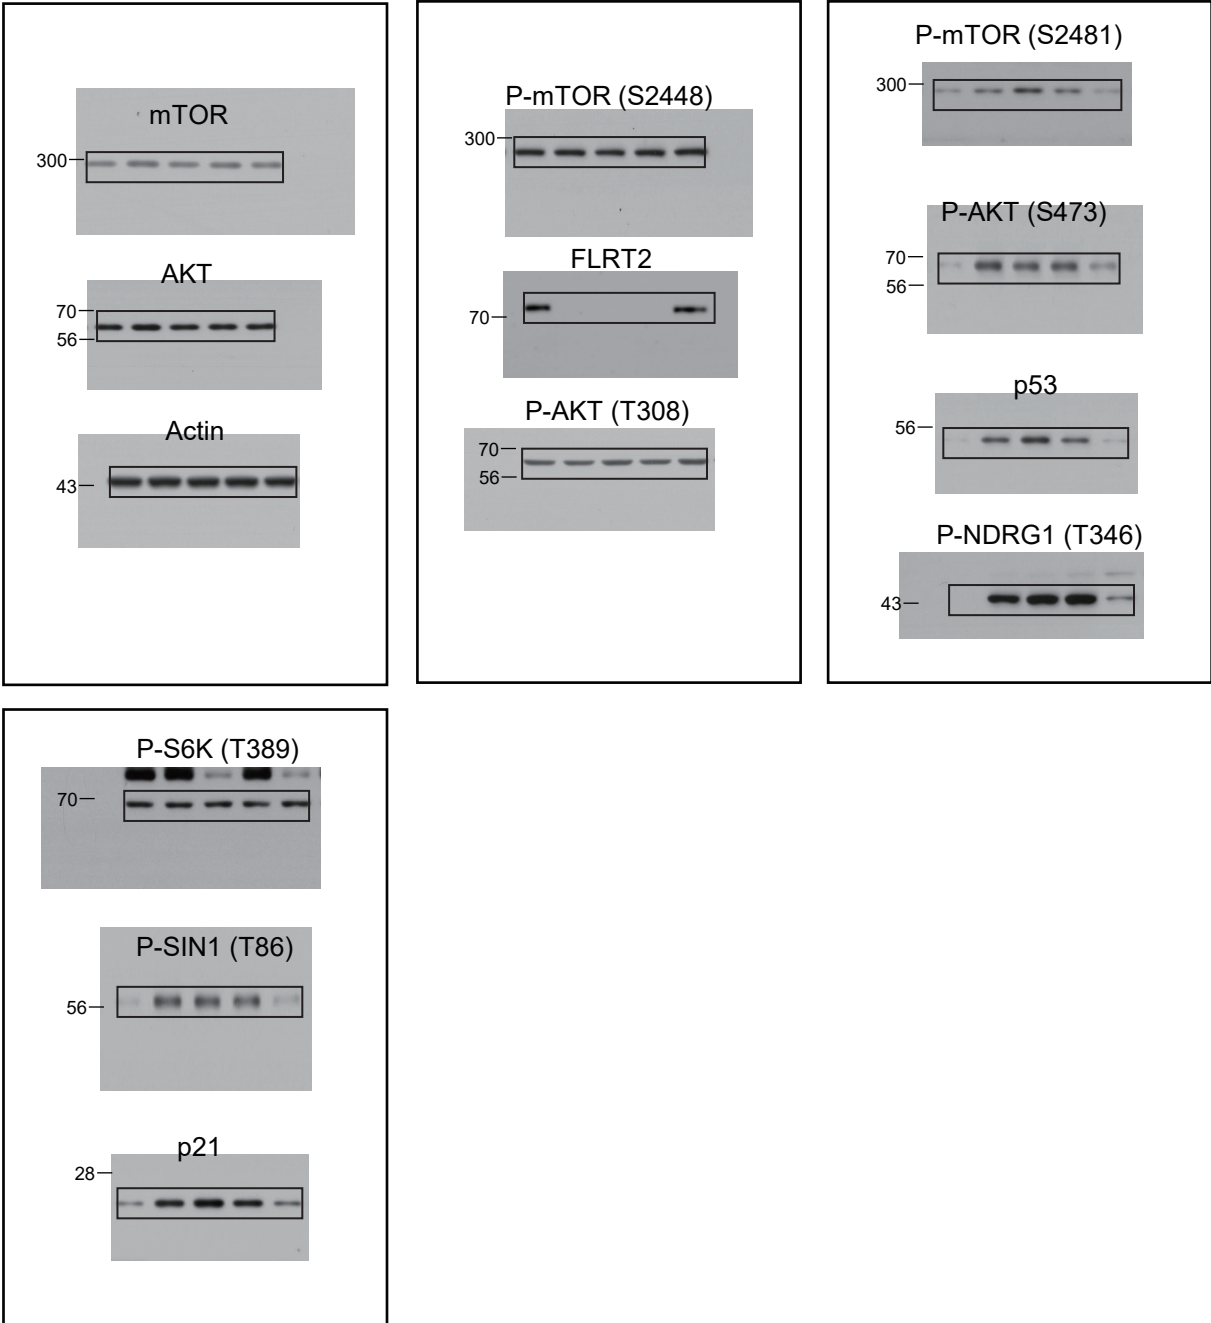 mTOR
300
AKT
70
56
Actin
43
P-mTOR (S2448)
300
FLRT2
70
P-AKT (T308)
70
56
P-mTOR (S2481)
300
P-AKT (S473)
70
56
p53
56
P-NDRG1 (T346)
43
P-S6K (T389)
70
P-SIN1 (T86)
56
p21
28